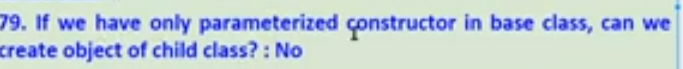 79. If we have only parameterized constructor in base class, can we
create object of child class? : No